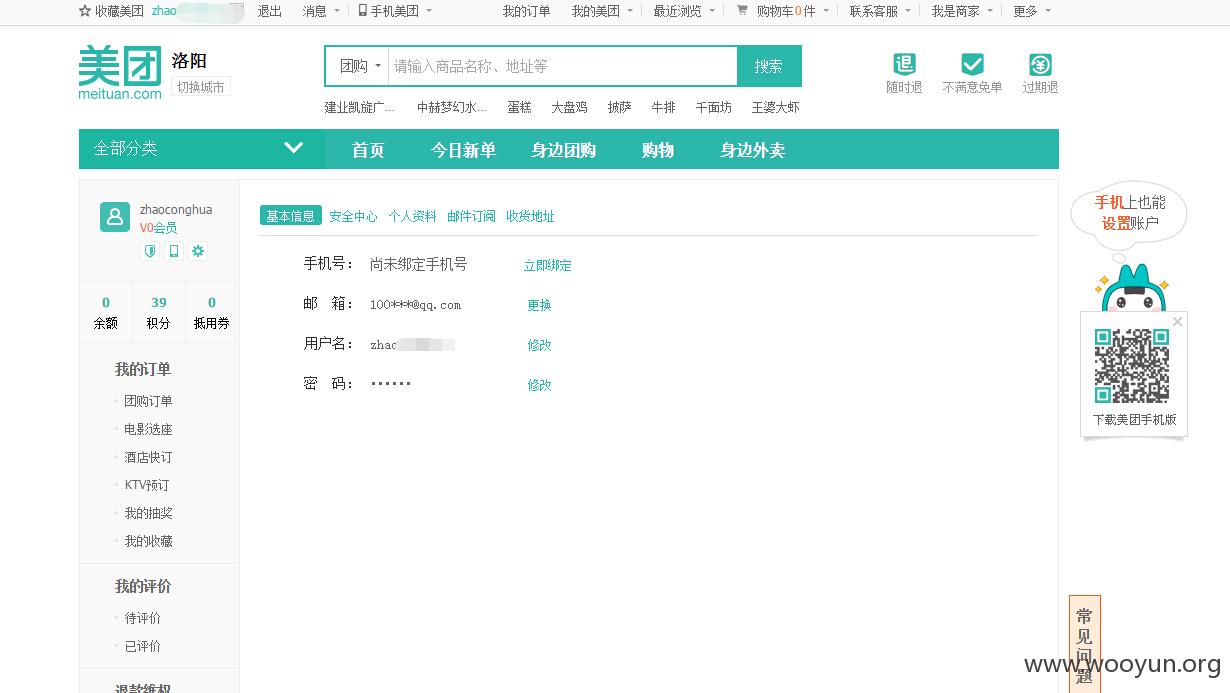 收藏美团 zhao 退出 消息 手机美团 我的订单 我的美团 最近浏览 购物车0件 联系客服 我是商家 更多
美团 洛阳
meituan.com 切换城市
团购 请输入商品名称、地址等 搜索
退
随时退 不满意免单 过期退
建业凯旋广... 中赫梦幻水... 蛋糕 大盘鸡 披萨 牛排 千面坊 王婆大虾
全部分类 首页 今日新单 身边团购 购物 身边外卖
zhaoconghua
V0会员
0 39 0
余额 积分 抵用券
我的订单
团购订单
电影选座
酒店快订
KTV预订
我的抽奖
我的收藏
我的评价
待评价
已评价
退款维权
基本信息 安全中心 个人资料 邮件订阅 收货地址
手机号： 尚未绑定手机号 立即绑定
邮 箱： 100***@qq.com 更换
用户名： zhao 修改
密 码： ······ 修改
手机上也能
设置账户
下载美团手机版
常见问题
www.wooyun.org